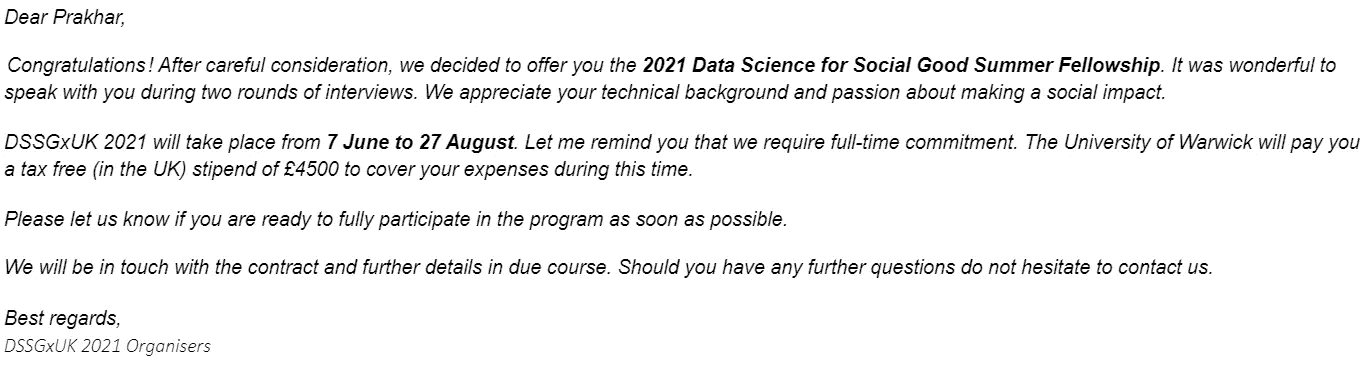 Dear Prakhar,
Congratulations! After careful consideration, we decided to offer you the 2021 Data Science for Social Good Summer Fellowship. It was wonderful to
speak with you during two rounds of interviews. We appreciate your technical background and passion about making a social impact.
DSSGxUK 2021 will take place from 7 June to 27 August. Let me remind you that we require full-time commitment. The University of Warwick will pay you
a tax free (in the UK) stipend of £4500 to cover your expenses during this time.
Please let us know if you are ready to fully participate in the program as soon as possible.
We will be in touch with the contract and further details in due course. Should you have any further questions do not hesitate to contact us.
Best regards,
DSSGxUK 2021 Organisers